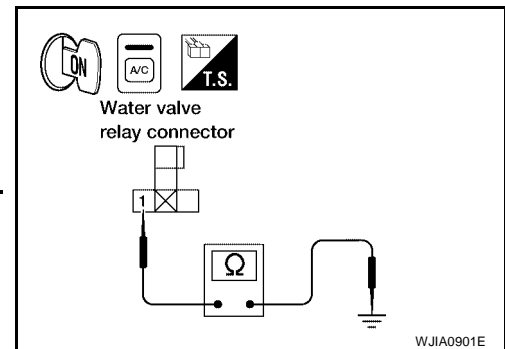 ON
A/C
T.S.
Water valve
relay connector
1
Ω
WJIA0901E